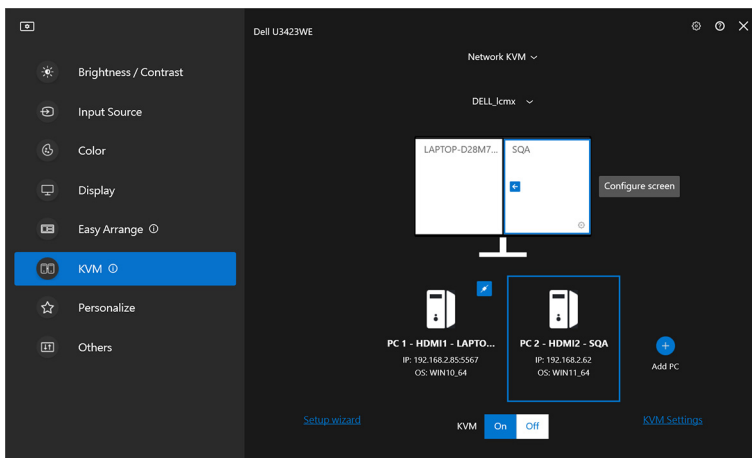 Dell U3423WE
Network KVM
DELL_lcmx
Brightness / Contrast
Input Source
Color
Display
Easy Arrange
KVM
Personalize
Others
LAPTOP-D28M7...
SQA
Configure screen
PC 1 - HDMI1 - LAPTO...
IP: 192.168.2.85:5567
OS: WIN10_64
PC 2 - HDMI2 - SQA
IP: 192.168.2.62
OS: WIN11_64
Add PC
Setup wizard
KVM On Off
KVM Settings